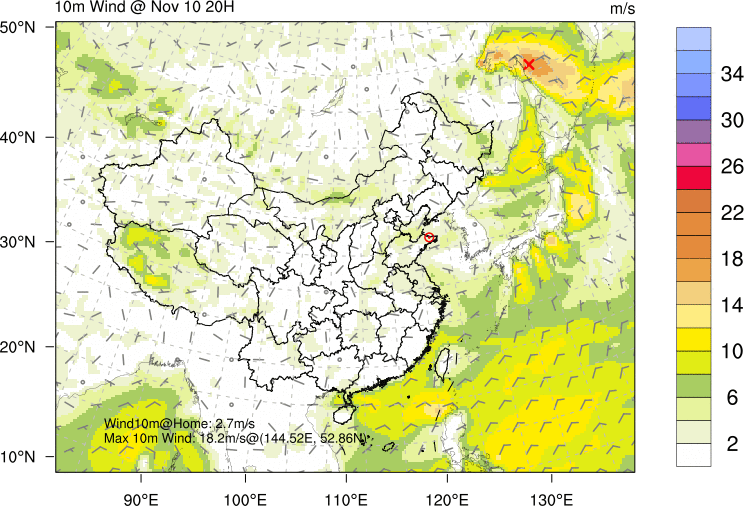 10m Wind @ Nov 10 20H
m/s
50°N
40°N
30°N
20°N
10°N
90°E
100°E
110°E
120°E
130°E
Wind10m@Home: 2.7m/s
Max 10m Wind: 18.2m/s@(144.52E, 52.86N)
34
30
26
22
18
14
10
6
2